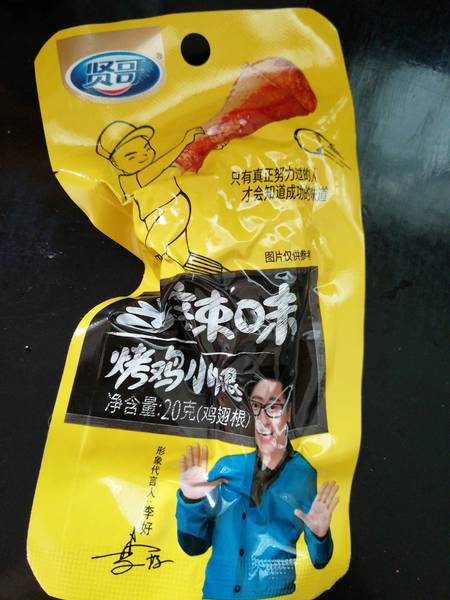 贤哥
只有真正努力过的人
才会知道成功的味道
图片仅供参考
麻辣味
烤鸡小腿
净含量:20克(鸡翅根)
形象代言人:李好